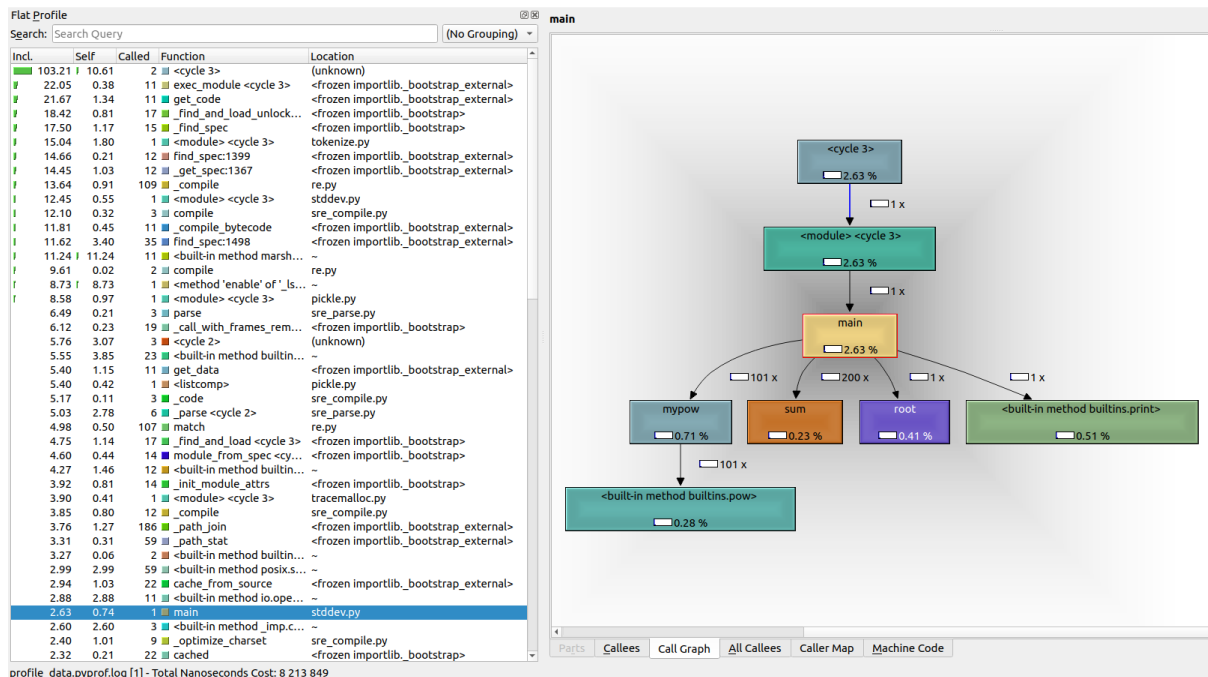 Flat Profile
Search: Search Query (No Grouping)
Incl. Self Called Function Location
103.21 10.61 2 <cycle 3> (unknown)
22.05 0.38 11 exec_module <cycle 3> <frozen importlib._bootstrap_external>
21.67 1.34 11 get_code <frozen importlib._bootstrap_external>
18.42 0.81 17 _find_and_load_unlock... <frozen importlib._bootstrap>
17.50 1.17 15 _find_spec <frozen importlib._bootstrap>
15.04 1.80 1 <module> <cycle 3> tokenize.py
14.66 0.21 12 find_spec:1399 <frozen importlib._bootstrap_external>
14.45 1.03 12 _get_spec:1367 <frozen importlib._bootstrap_external>
13.64 0.91 109 _compile re.py
12.45 0.55 1 <module> <cycle 3> stddev.py
12.10 0.32 3 compile sre_compile.py
11.81 0.45 11 _compile_bytecode <frozen importlib._bootstrap_external>
11.62 3.40 35 find_spec:1498 <frozen importlib._bootstrap_external>
11.24 11.24 11 <built-in method marsh... ~
9.61 0.02 2 compile re.py
8.73 8.73 1 <method 'enable' of '_ls... ~
8.58 0.97 1 <module> <cycle 3> pickle.py
6.49 0.21 3 parse sre_parse.py
6.12 0.23 19 _call_with_frames_rem... <frozen importlib._bootstrap>
5.76 3.07 3 <cycle 2> (unknown)
5.55 3.85 23 <built-in method builtin... ~
5.40 1.15 11 get_data <frozen importlib._bootstrap_external>
5.40 0.42 1 <listcomp> pickle.py
5.17 0.11 3 _code sre_compile.py
5.03 2.78 6 _parse <cycle 2> sre_parse.py
4.98 0.50 107 match re.py
4.75 1.14 17 _find_and_load <cycle 3> <frozen importlib._bootstrap>
4.60 0.44 14 module_from_spec <cy... <frozen importlib._bootstrap>
4.27 1.46 12 <built-in method builtin... ~
3.92 0.81 14 _init_module_attrs <frozen importlib._bootstrap>
3.90 0.41 1 <module> <cycle 3> tracemalloc.py
3.85 0.80 12 _compile sre_compile.py
3.76 1.27 186 _path_join <frozen importlib._bootstrap_external>
3.31 0.31 59 _path_stat <frozen importlib._bootstrap_external>
3.27 0.06 2 <built-in method builtin... ~
2.99 2.99 59 <built-in method posix.s... ~
2.94 1.03 22 cache_from_source <frozen importlib._bootstrap_external>
2.88 2.88 11 <built-in method io.ope... ~
2.63 0.74 1 main stddev.py
2.60 2.60 3 <built-in method _imp.c... ~
2.40 1.01 9 _optimize_charset sre_compile.py
2.32 0.21 22 cached <frozen importlib._bootstrap_external>
profile_data.pyprof.log [1] - Total Nanoseconds Cost: 8 213 849
main
<cycle 3>
2.63 %
1 x
<module> <cycle 3>
2.63 %
1 x
main
2.63 %
101 x 200 x 1 x 1 x
mypow sum root <built-in method builtins.print>
0.71 % 0.23 % 0.41 % 0.51 %
101 x
<built-in method builtins.pow>
0.28 %
Parts Callees Call Graph All Callees Caller Map Machine Code